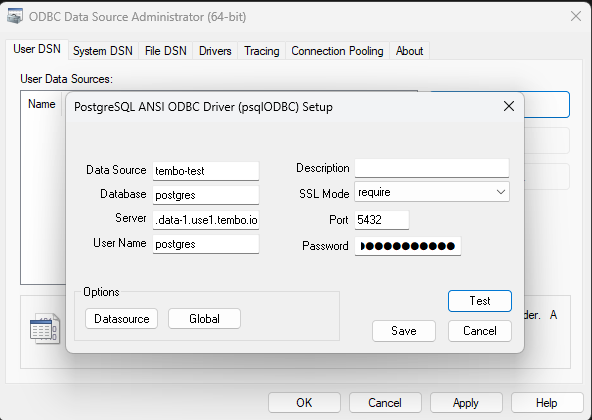 ODBC Data Source Administrator (64-bit)
User DSN System DSN File DSN Drivers Tracing Connection Pooling About
User Data Sources:
Name
PostgreSQL ANSI ODBC Driver (psqlODBC) Setup
Data Source tembo-test Description
Database postgres SSL Mode require
Server .data-1.use1.tembo.io Port 5432
User Name postgres Password ●●●●●●●●●●●
Options
Test
Datasource Global
Save Cancel
der. A
OK Cancel Apply Help